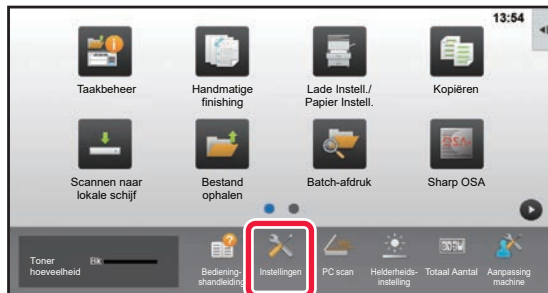 13:54
Taakbeheer
Handmatige
finishing
Lade Instell./
Papier Instell.
Kopiëren
Scannen naar
lokale schijf
Bestand
ophalen
Batch-afdruk
Sharp OSA
Toner
hoeveelheid
Bk
Bediening-
shandleiding
Instellingen
PC scan
Helderheids-
instelling
Totaal Aantal
Aanpassing
machine